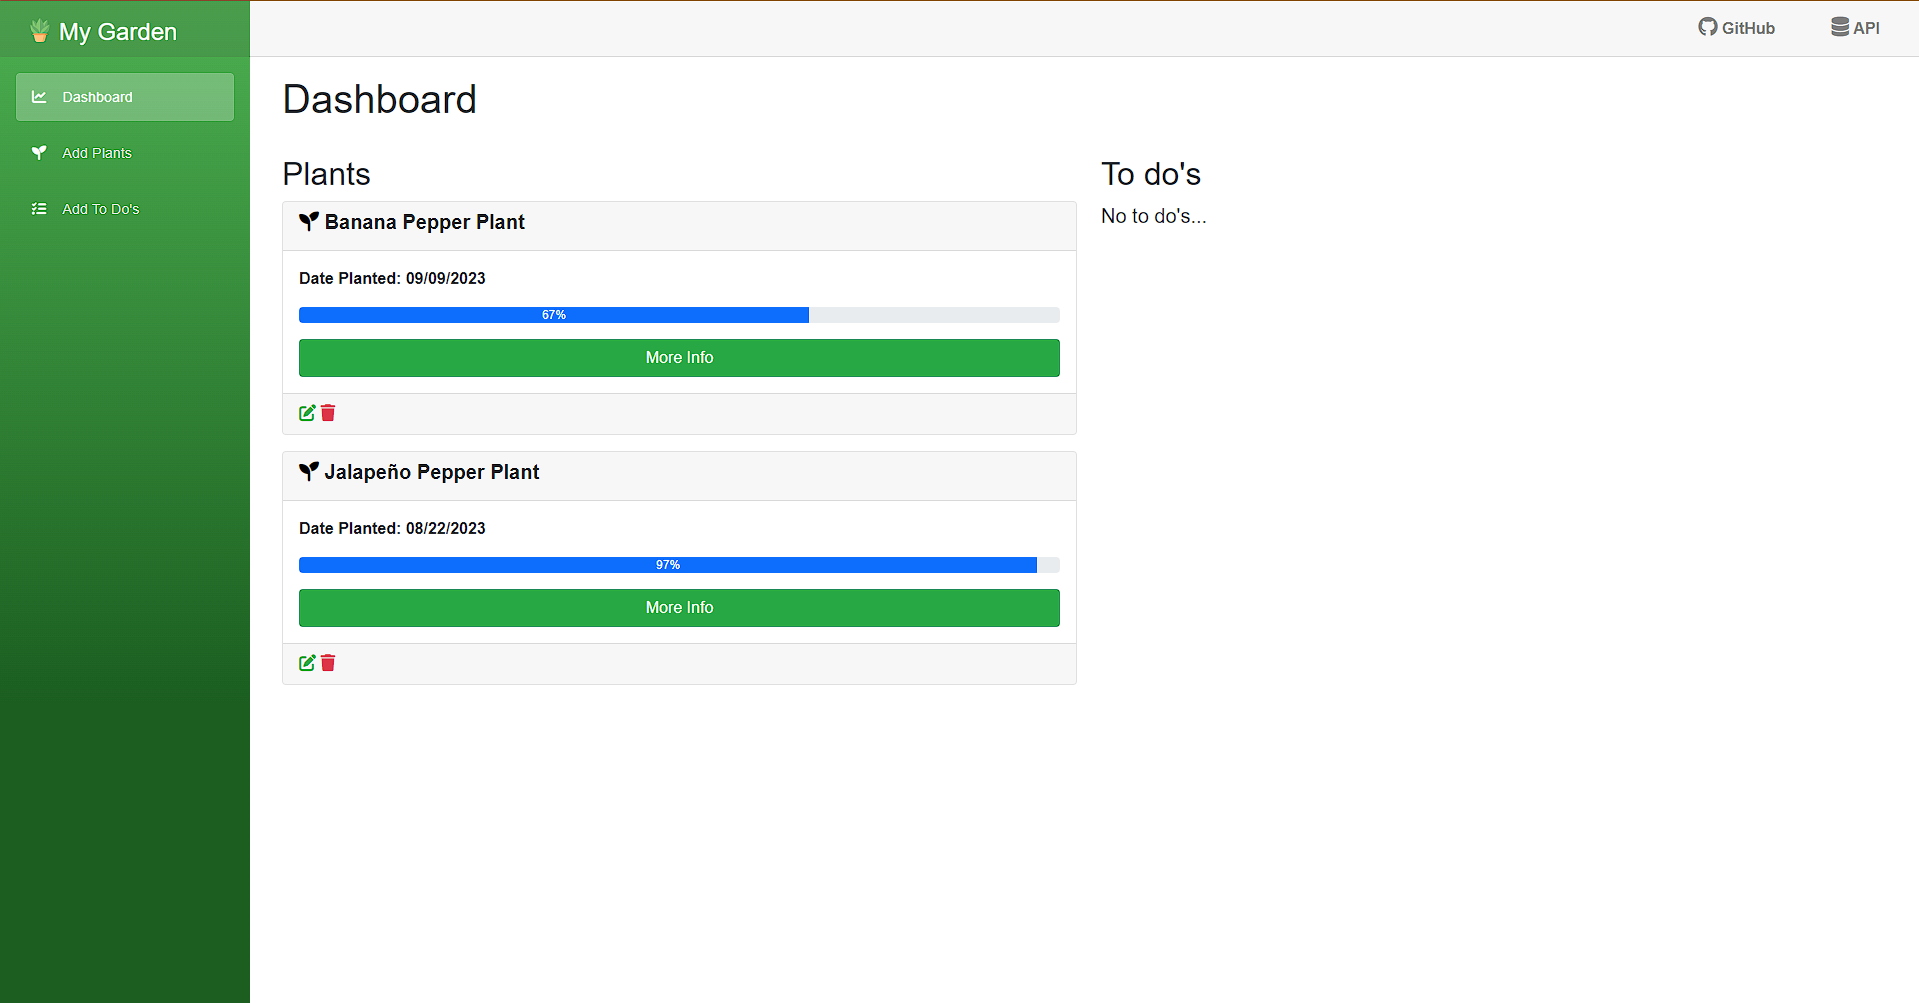 My Garden
GitHub
API
Dashboard
Add Plants
Add To Do's
Dashboard
Plants
Banana Pepper Plant
Date Planted: 09/09/2023
67%
More Info
Jalapeño Pepper Plant
Date Planted: 08/22/2023
97%
More Info
To do's
No to do's...